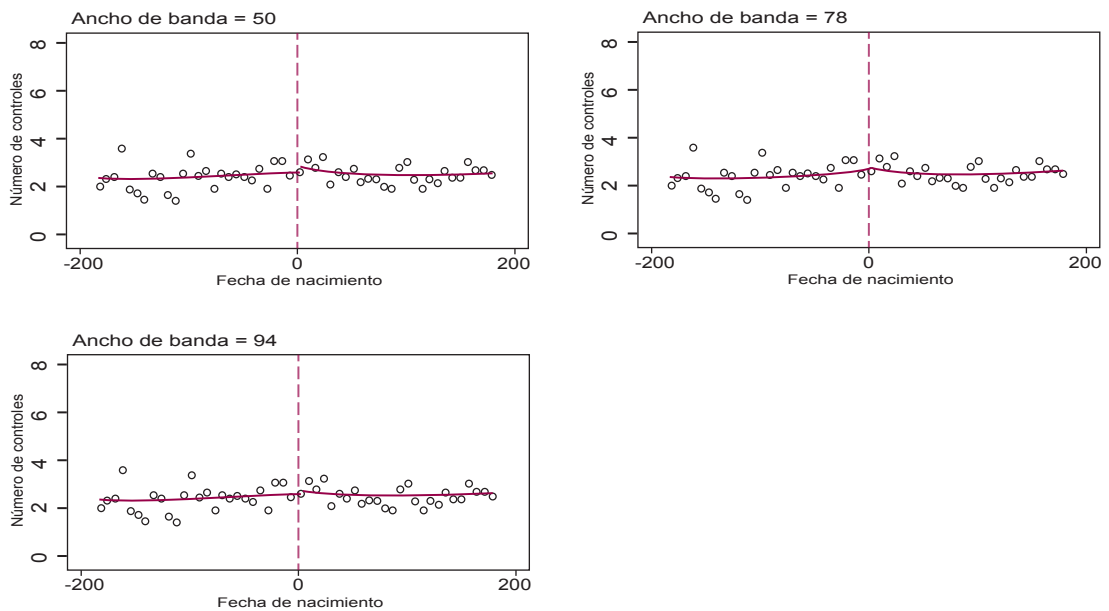 Ancho de banda = 50
8
6
4
2
0
Número de controles
-200
0
200
Fecha de nacimiento
Ancho de banda = 78
8
6
4
2
0
Número de controles
-200
0
200
Fecha de nacimiento
Ancho de banda = 94
8
6
4
2
0
Número de controles
-200
0
200
Fecha de nacimiento